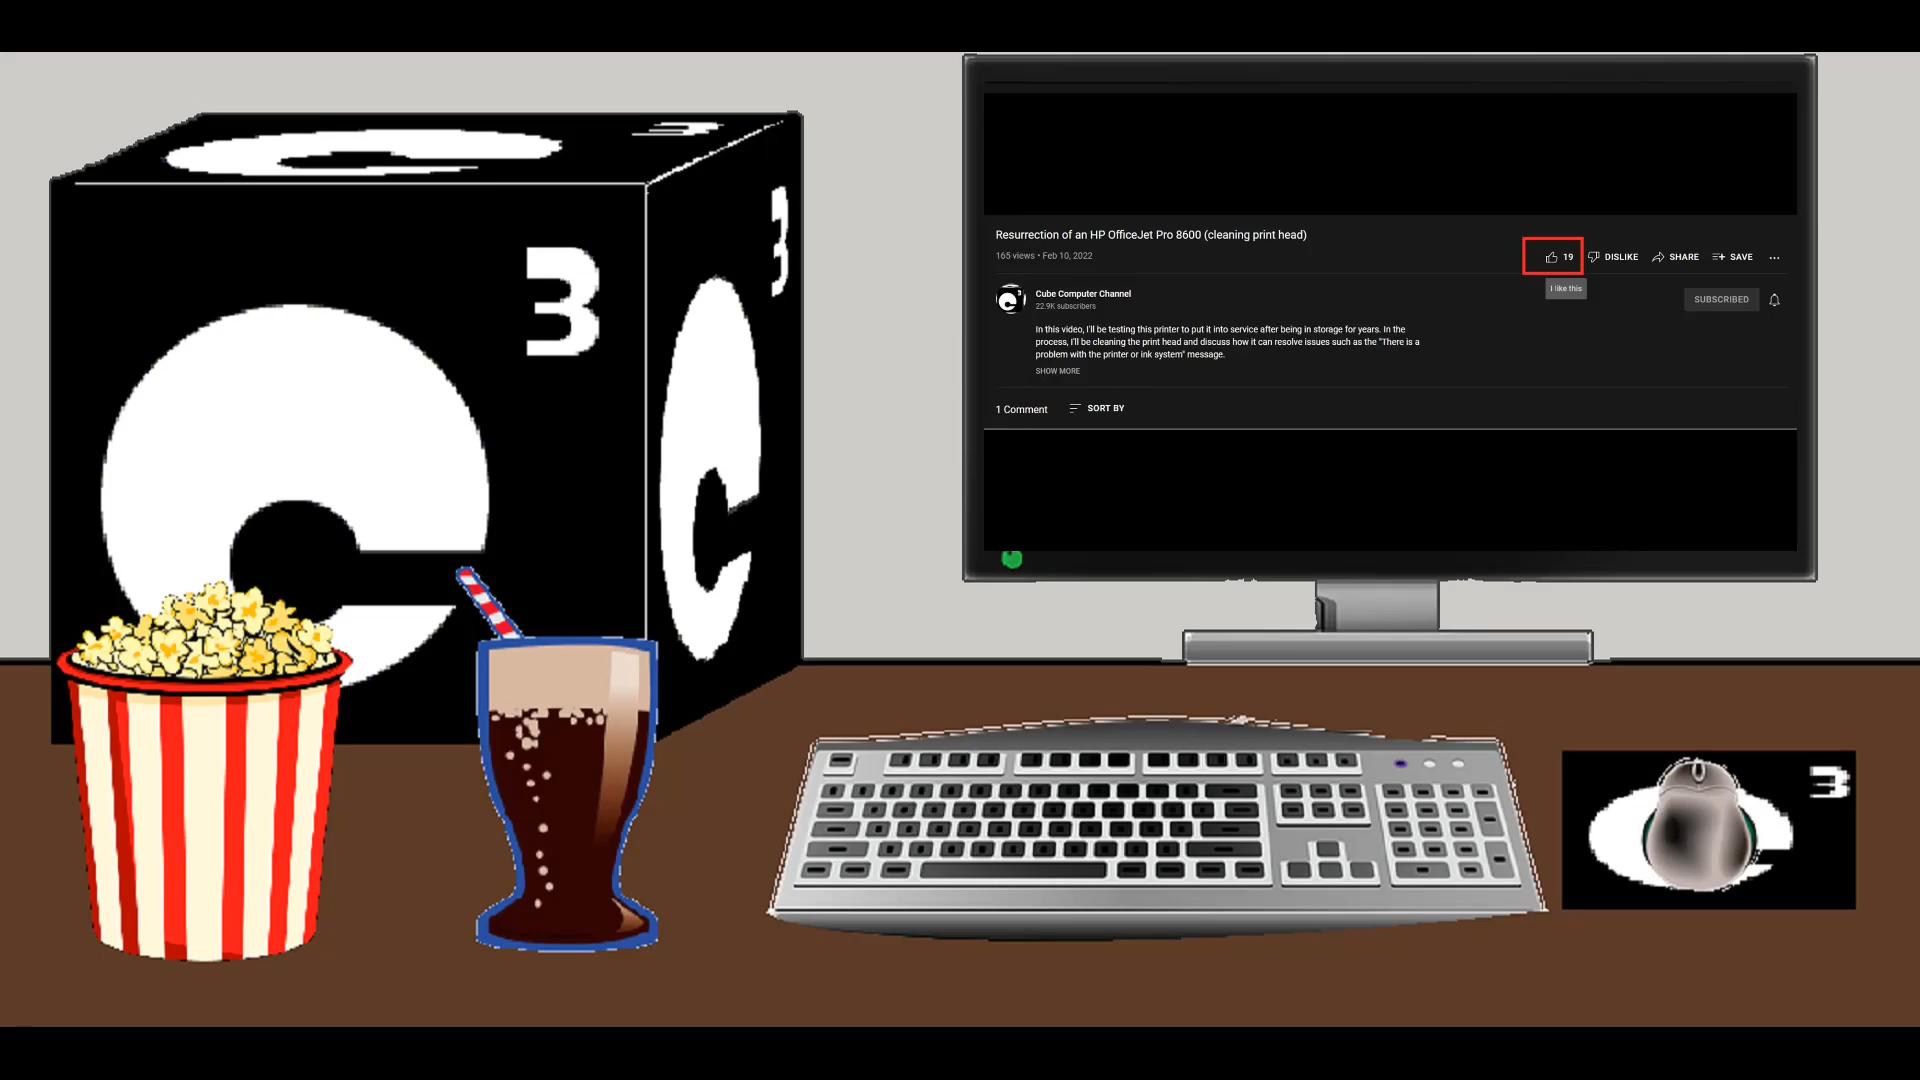 C 3
C 3
C 3
Resurrection of an HP OfficeJet Pro 8600 (cleaning print head)
165 views • Feb 10, 2022
19 DISLIKE SHARE SAVE ...
I like this
Cube Computer Channel
22.9K subscribers
SUBSCRIBED
In this video, I'll be testing this printer to put it into service after being in storage for years. In the
process, I'll be cleaning the print head and discuss how it can resolve issues such as the "There is a
problem with the printer or ink system" message.
SHOW MORE
1 Comment SORT BY
3